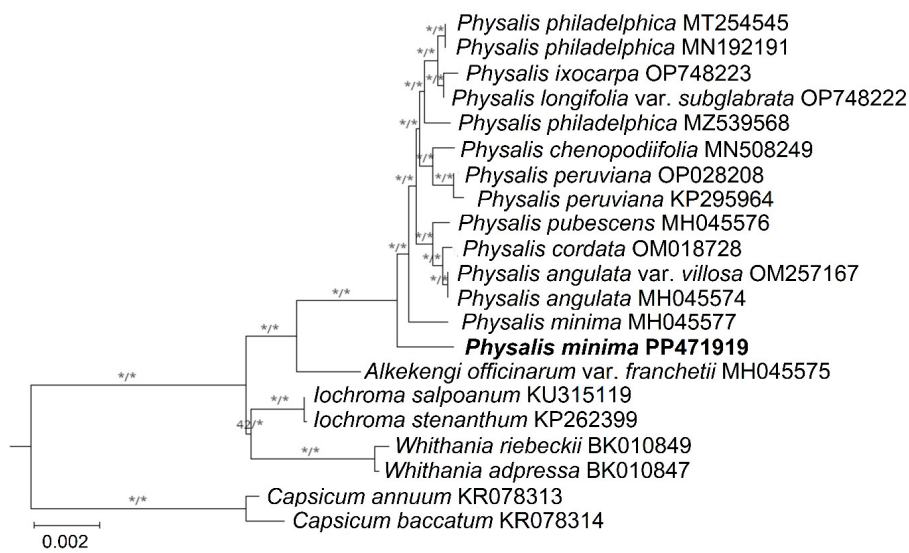 Physalis philadelphica MT254545
*/*
Physalis philadelphica MN192191
*/*
Physalis ixocarpa OP748223
*/*
*/*
Physalis longifolia var. subglabrata OP748222
*/*
Physalis philadelphica MZ539568
Physalis chenopodiifolia MN508249
*/*
Physalis peruviana OP028208
*/*
*/*
Physalis peruviana KP295964
Physalis pubescens MH045576
*/*
Physalis cordata OM018728
*/*
*/*
Physalis angulata var. villosa OM257167
*/*
Physalis angulata MH045574
*/*
Physalis minima MH045577
*/*
Physalis minima PP471919
Alkekengi officinarum var. franchetii MH045575
*/*
Iochroma salpoanum KU315119
*/*
Iochroma stenanthum KP262399
42/*
Whithania riebeckii BK010849
*/*
Whithania adpressa BK010847
Capsicum annuum KR078313
*/*
Capsicum baccatum KR078314
0.002